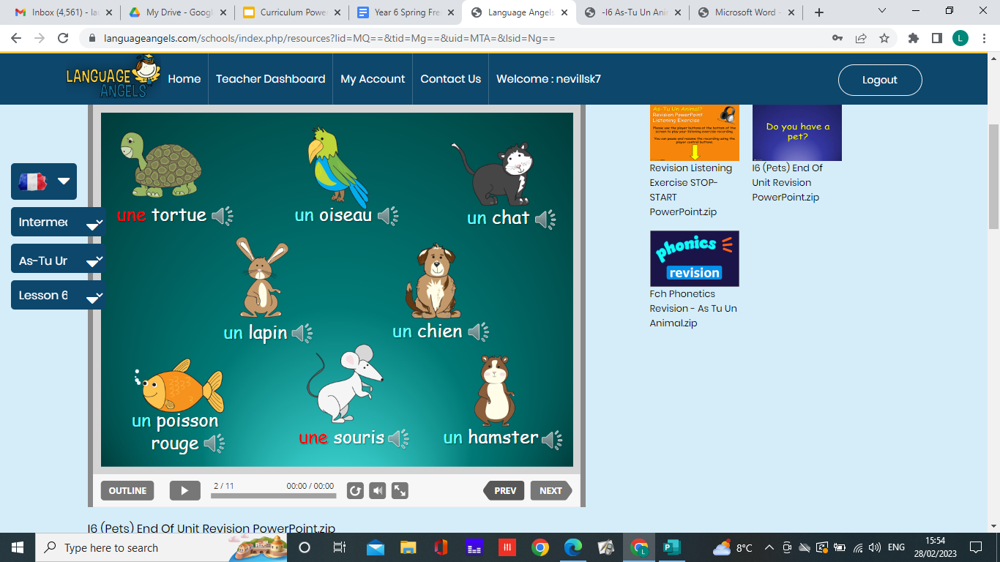 Inbox (4,561) - la
My Drive - Googl
Curriculum Powe
Year 6 Spring Fre
Language Angels
-I6 As-Tu Un Ani
Microsoft Word -
languageangels.com/schools/index.php/resources?lid=MQ==&tid=Mg==&uid=MTA=&lsid=Ng==
L
LANGUAGE
ANGELS
Home
Teacher Dashboard
My Account
Contact Us
Welcome : nevillsk7
Logout
Intermed
As-Tu Ur
Lesson 6
une tortue
un oiseau
un chat
un lapin
un chien
un poisson
rouge
une souris
un hamster
OUTLINE
2 / 11
00:00 / 00:00
PREV
NEXT
I6 (Pets) End Of Unit Revision PowerPoint.zip
As-Tu Un Animal?
Revision PowerPoint
Listening Exercise
Please use the player buttons at the bottom of the
screen to play your listening exercise recording.
You can pause and resume the recording using the
player control buttons.
Revision Listening
Exercise STOP-
START
PowerPoint.zip
Do you have a
pet?
I6 (Pets) End Of
Unit Revision
PowerPoint.zip
phonics
revision
Fch Phonetics
Revision - As Tu Un
Animal.zip
Type here to search
8°C
ENG
15:54
28/02/2023